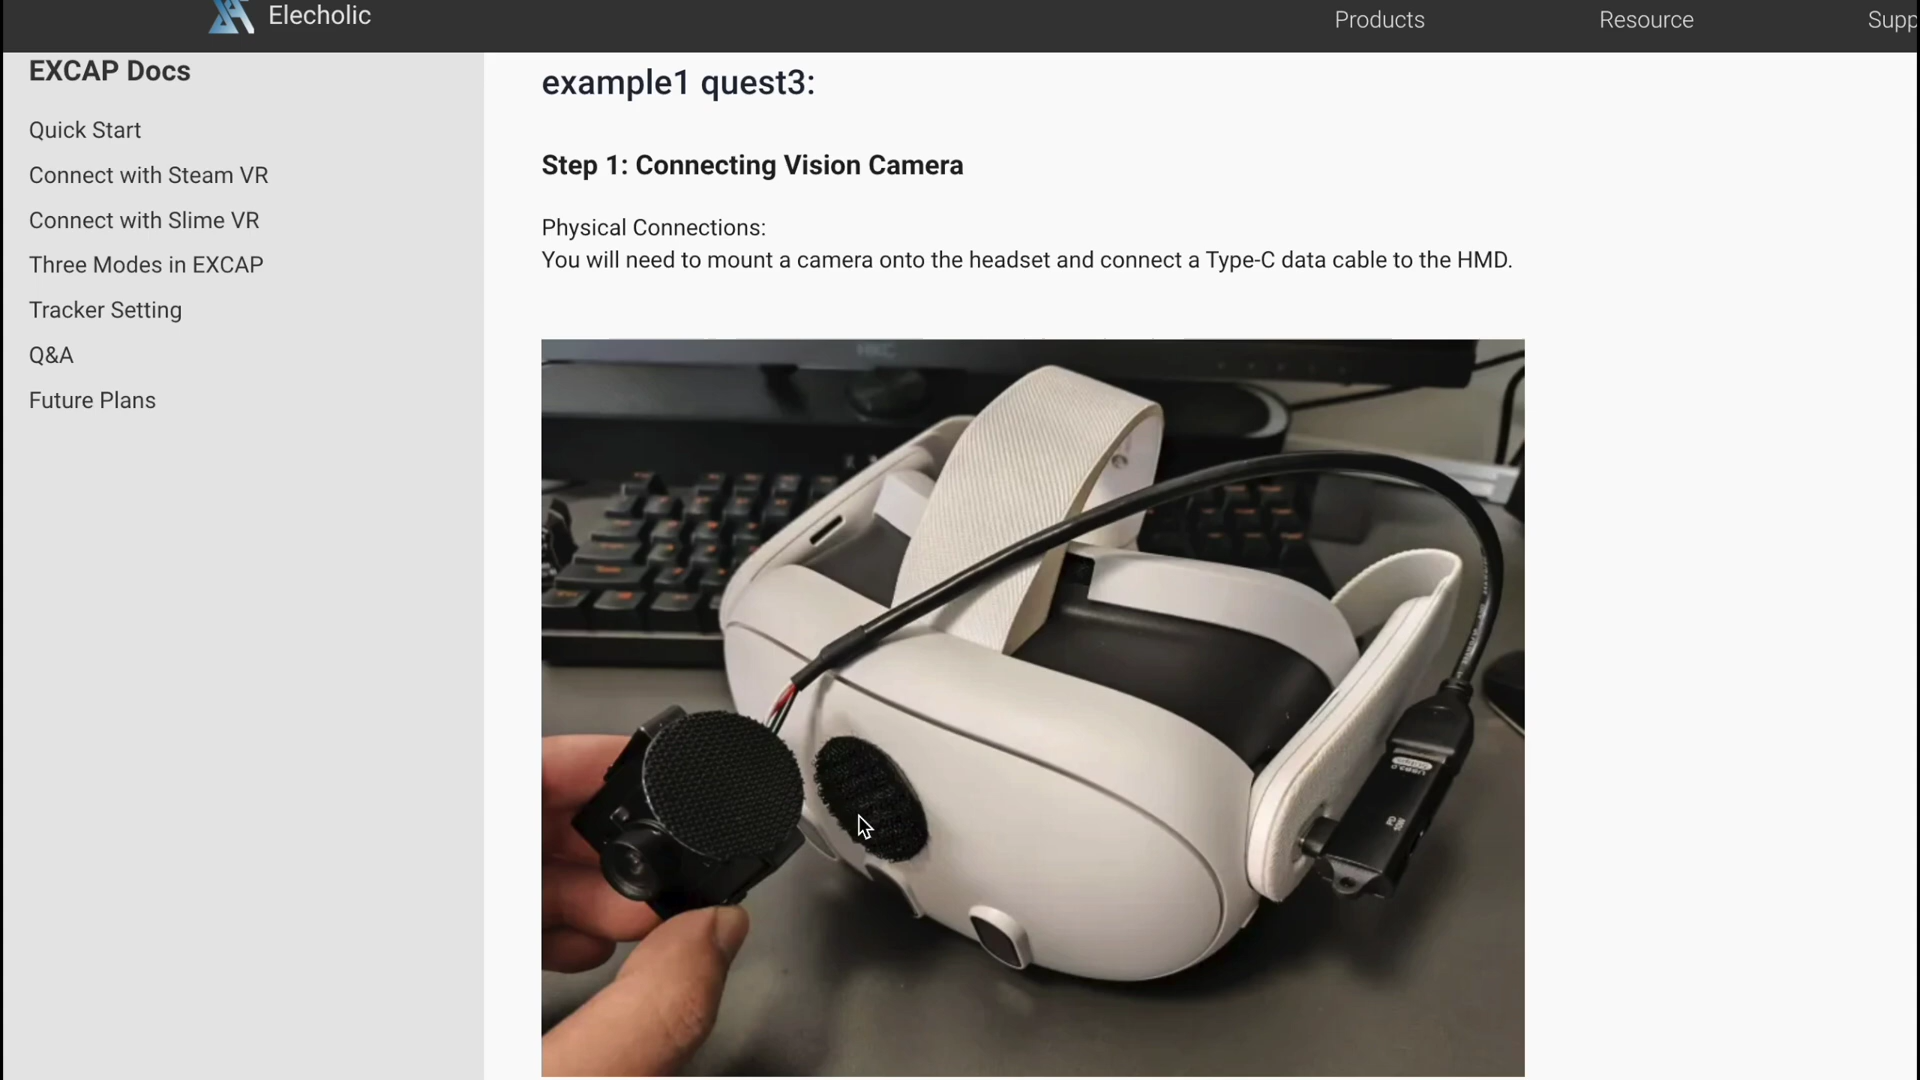 Elecholic
Products
Resource
Supp
EXCAP Docs
Quick Start
Connect with Steam VR
Connect with Slime VR
Three Modes in EXCAP
Tracker Setting
Q&A
Future Plans
example1 quest3:
Step 1: Connecting Vision Camera
Physical Connections:
You will need to mount a camera onto the headset and connect a Type-C data cable to the HMD.